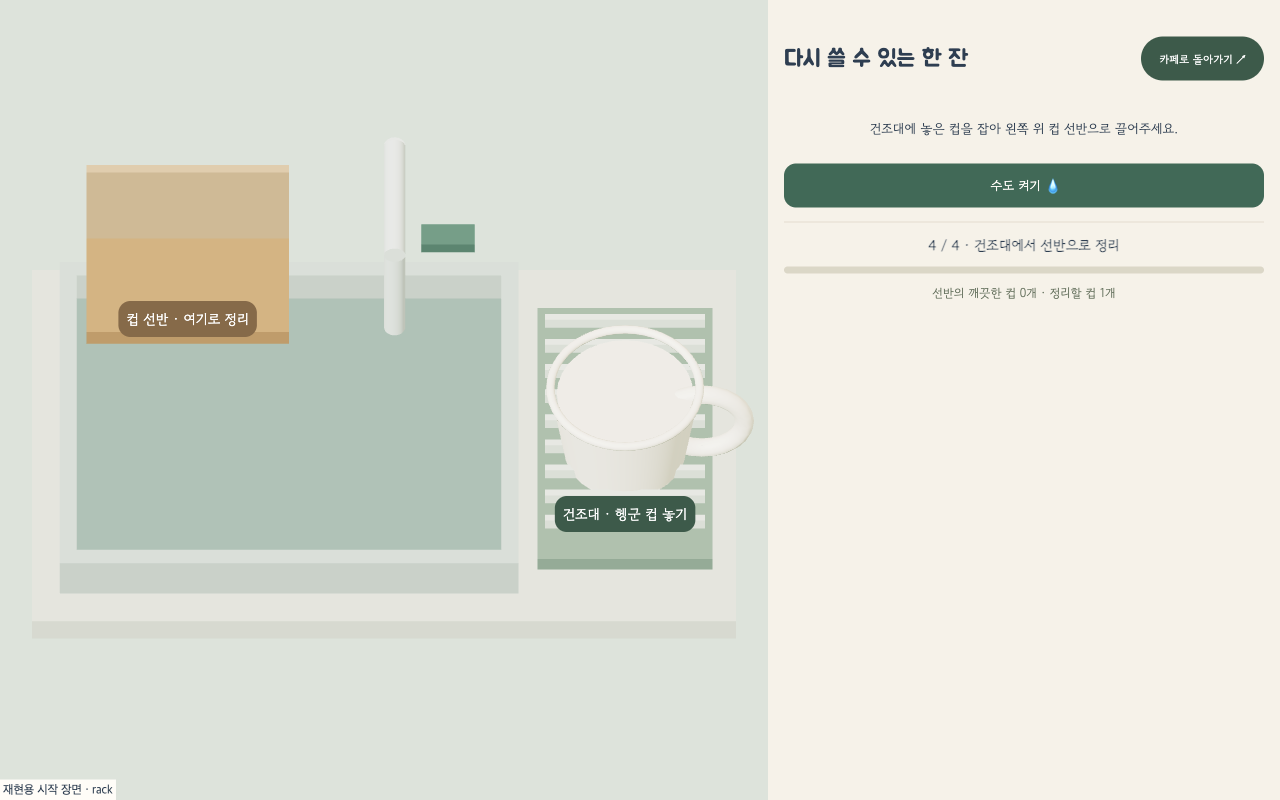 다시 쓸 수 있는 한 잔
카페로 돌아가기 ↗
건조대에 놓은 컵을 잡아 왼쪽 위 컵 선반으로 끌어주세요.
수도 켜기 💧
4 / 4 · 건조대에서 선반으로 정리
선반의 깨끗한 컵 0개 · 정리할 컵 1개
컵 선반 · 여기로 정리
건조대 · 헹군 컵 놓기
재현용 시작 장면 · rack